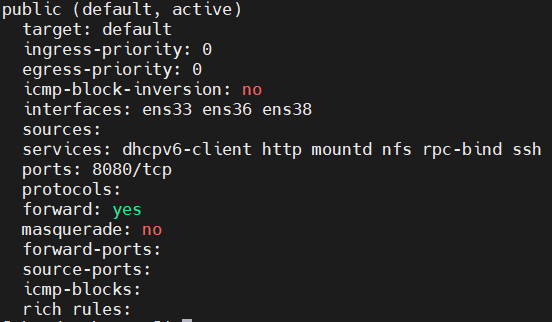 public (default, active)
target: default
ingress-priority: 0
egress-priority: 0
icmp-block-inversion: no
interfaces: ens33 ens36 ens38
sources:
services: dhcpv6-client http mountd nfs rpc-bind ssh
ports: 8080/tcp
protocols:
forward: yes
masquerade: no
forward-ports:
source-ports:
icmp-blocks:
rich rules: